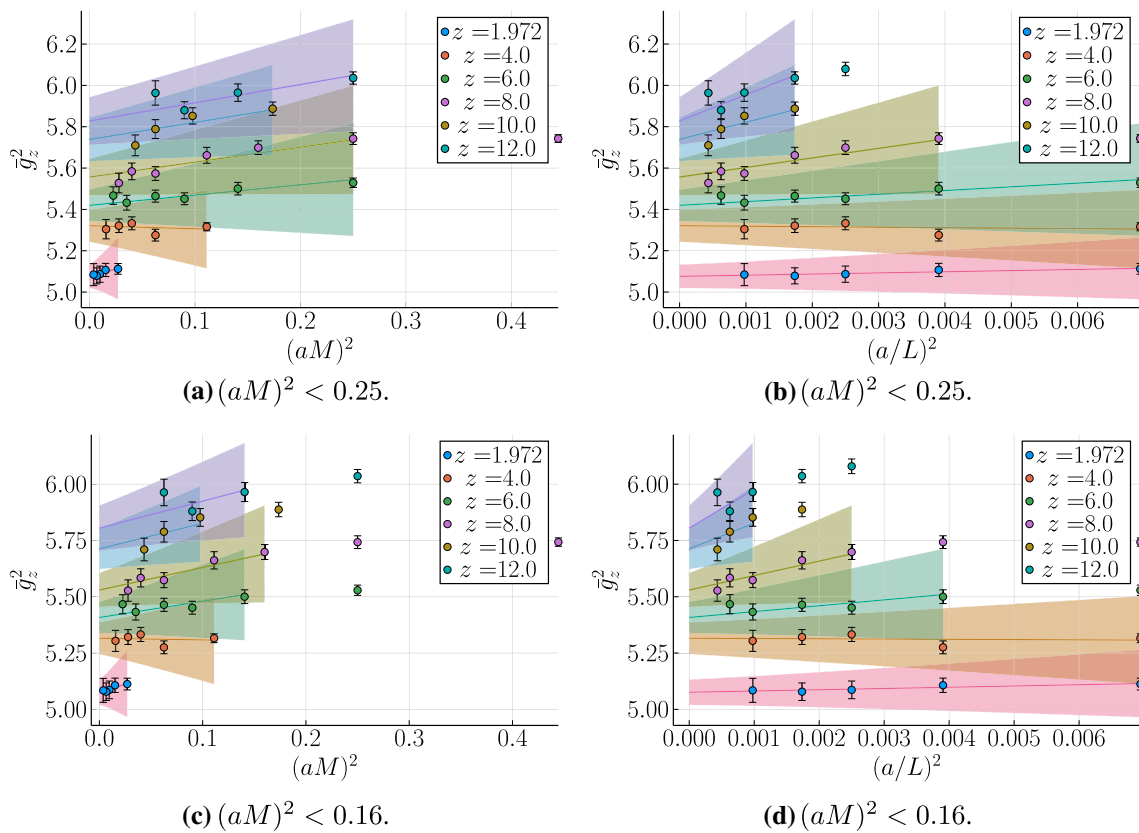 6.2
6.0
5.8
5.6
5.4
5.2
5.0
ḡ_z^2
0.0 0.1 0.2 0.3 0.4
(aM)^2
z =1.972
z =4.0
z =6.0
z =8.0
z =10.0
z =12.0
(a) (aM)^2 < 0.25.
6.2
6.0
5.8
5.6
5.4
5.2
5.0
ḡ_z^2
0.000 0.001 0.002 0.003 0.004 0.005 0.006
(a/L)^2
z =1.972
z =4.0
z =6.0
z =8.0
z =10.0
z =12.0
(b) (aM)^2 < 0.25.
6.00
5.75
5.50
5.25
5.00
ḡ_z^2
0.0 0.1 0.2 0.3 0.4
(aM)^2
z =1.972
z =4.0
z =6.0
z =8.0
z =10.0
z =12.0
(c) (aM)^2 < 0.16.
6.00
5.75
5.50
5.25
5.00
ḡ_z^2
0.000 0.001 0.002 0.003 0.004 0.005 0.006
(a/L)^2
z =1.972
z =4.0
z =6.0
z =8.0
z =10.0
z =12.0
(d) (aM)^2 < 0.16.